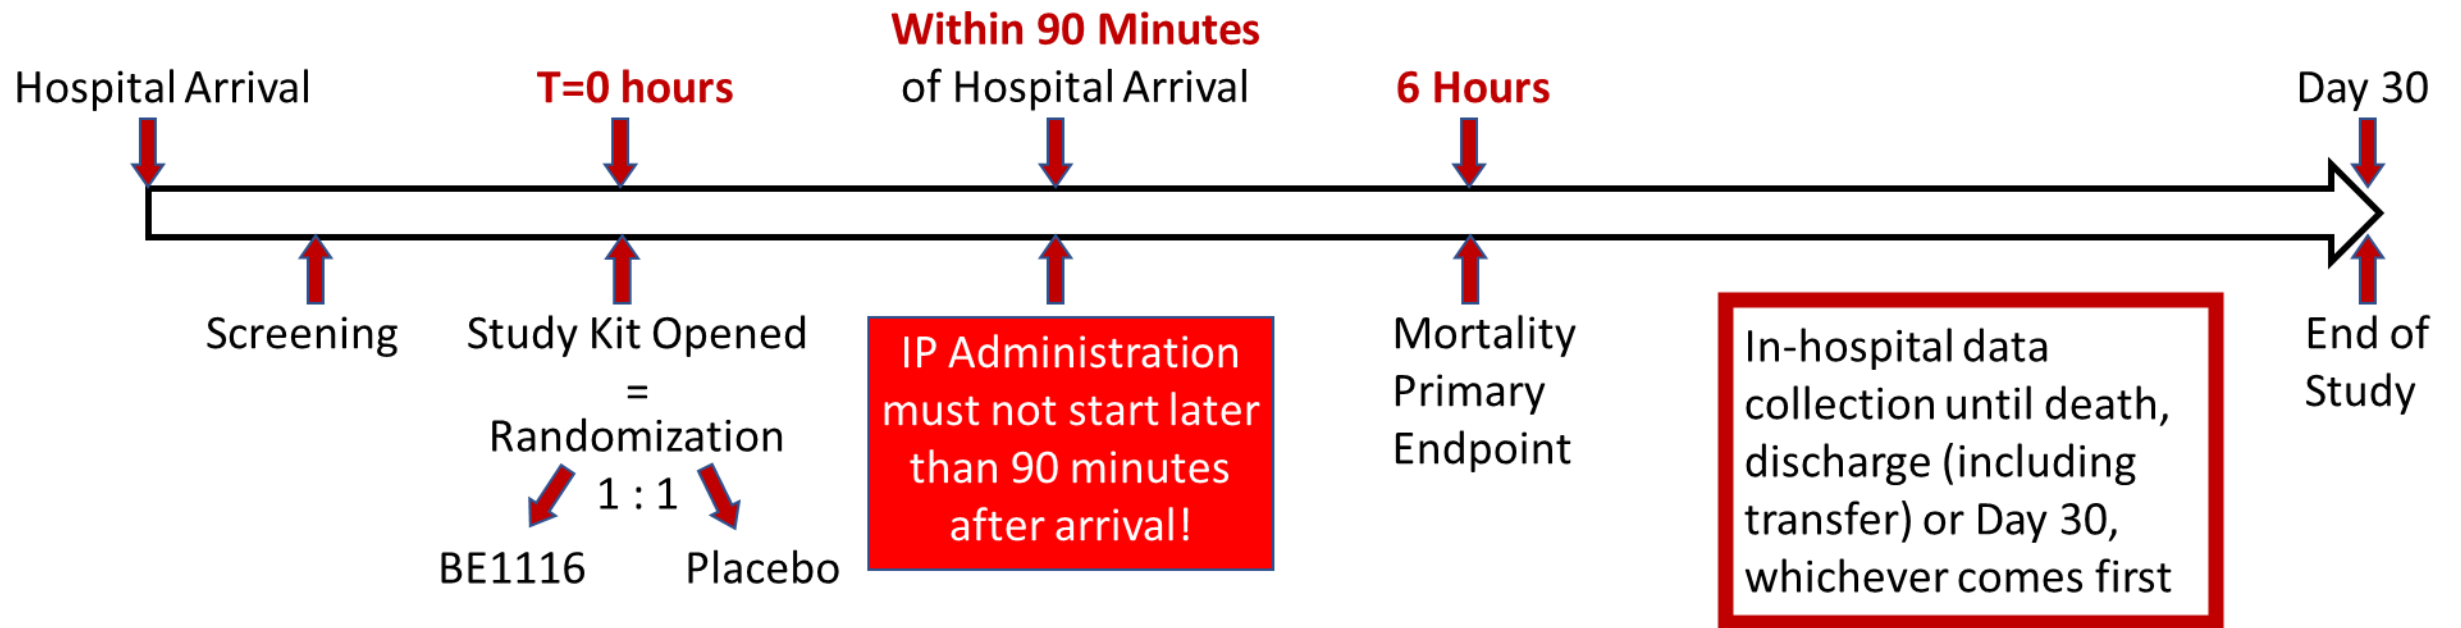 Hospital Arrival
T=0 hours
Within 90 Minutes
of Hospital Arrival
6 Hours
Day 30
Screening
Study Kit Opened
=
Randomization
1 : 1
BE1116
Placebo
IP Administration
must not start later
than 90 minutes
after arrival!
Mortality
Primary
Endpoint
In-hospital data
collection until death,
discharge (including
transfer) or Day 30,
whichever comes first
End of
Study